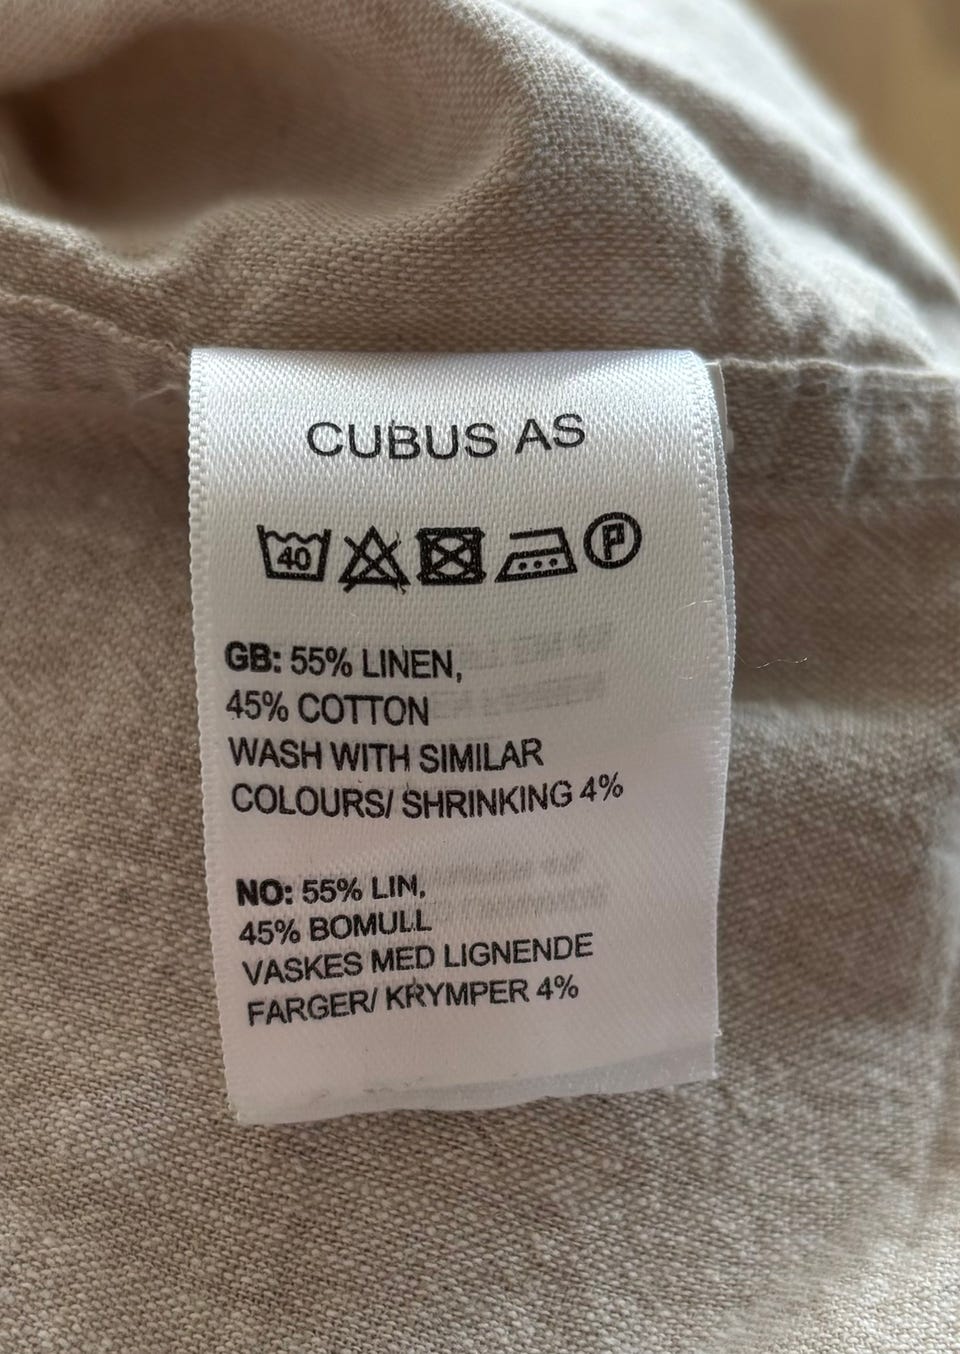 CUBUS AS
40 P
GB: 55% LINEN,
45% COTTON
WASH WITH SIMILAR
COLOURS/ SHRINKING 4%
NO: 55% LIN,
45% BOMULL
VASKES MED LIGNENDE
FARGER/ KRYMPER 4%